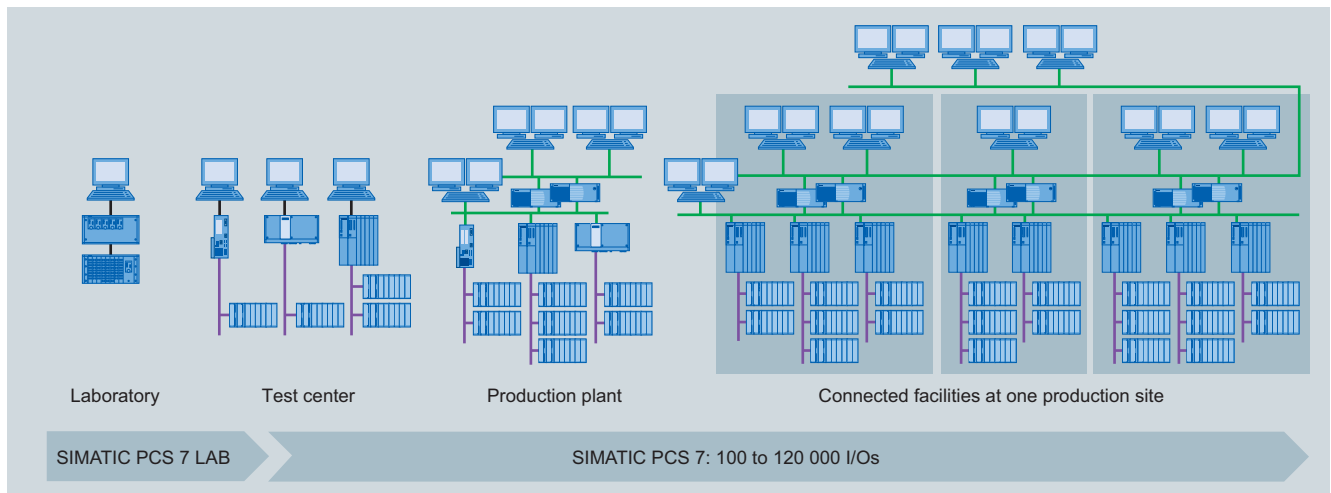 Laboratory
Test center
Production plant
Connected facilities at one production site
SIMATIC PCS 7 LAB
SIMATIC PCS 7: 100 to 120 000 I/Os